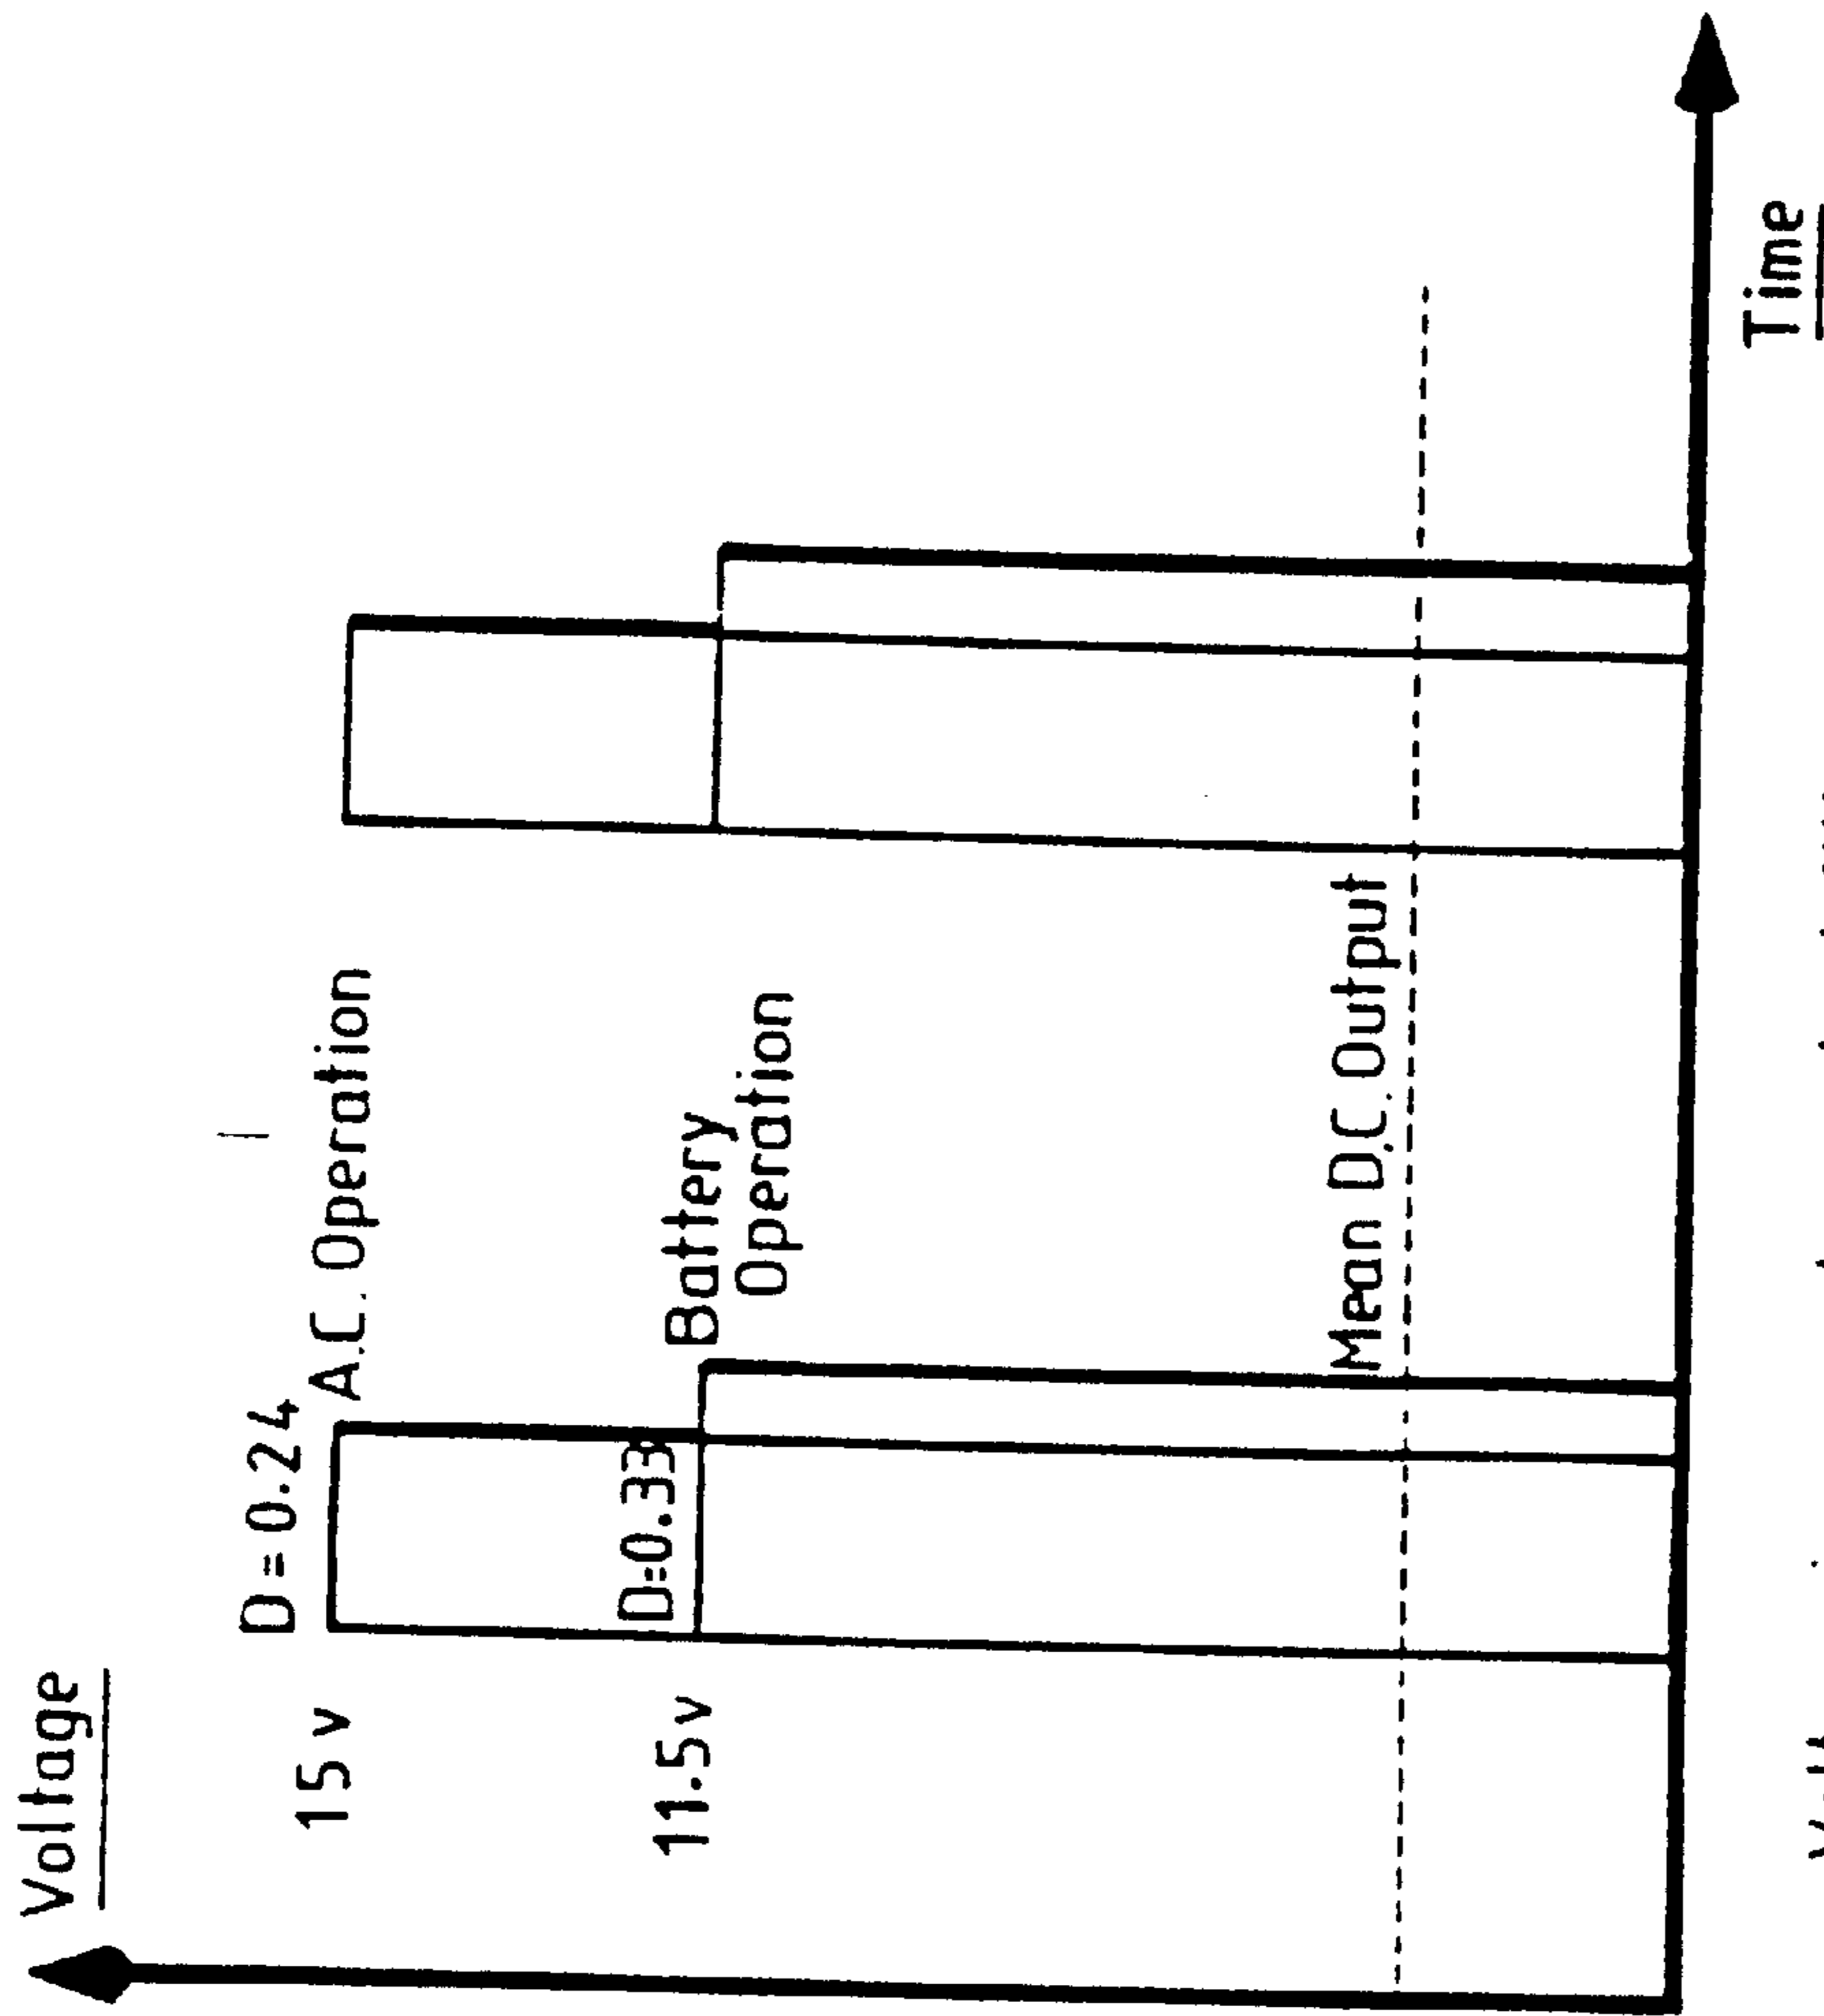 Voltage
D=0.24
15v
A.C. Operation
D=0.33
11.5v
Battery
Operation
Mean D.C. Output
Time